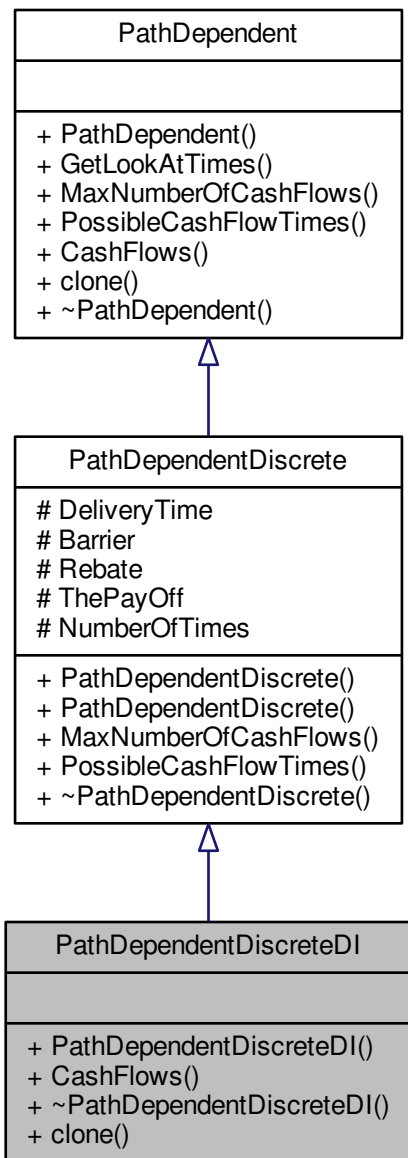 PathDependent
+ PathDependent()
+ GetLookAtTimes()
+ MaxNumberOfCashFlows()
+ PossibleCashFlowTimes()
+ CashFlows()
+ clone()
+ ~PathDependent()
PathDependentDiscrete
# DeliveryTime
# Barrier
# Rebate
# ThePayOff
# NumberOfTimes
+ PathDependentDiscrete()
+ PathDependentDiscrete()
+ MaxNumberOfCashFlows()
+ PossibleCashFlowTimes()
+ ~PathDependentDiscrete()
PathDependentDiscreteDI
+ PathDependentDiscreteDI()
+ CashFlows()
+ ~PathDependentDiscreteDI()
+ clone()